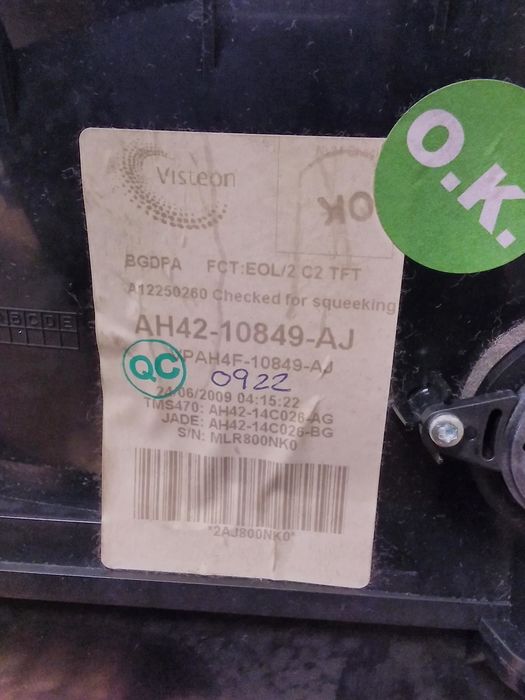 Visteon
OK
O.K.
BGDPA FCT:EOL/2 C2 TFT
A12250260 Checked for squeeking
AH42-10849-AJ
VPAH4F-10849-AJ
QC
0922
24/06/2009 04:15:22
TMS470: AH42-14C026-AG
JADE: AH42-14C026-BG
S/N: MLR800NK0
*2AJ800NK0*